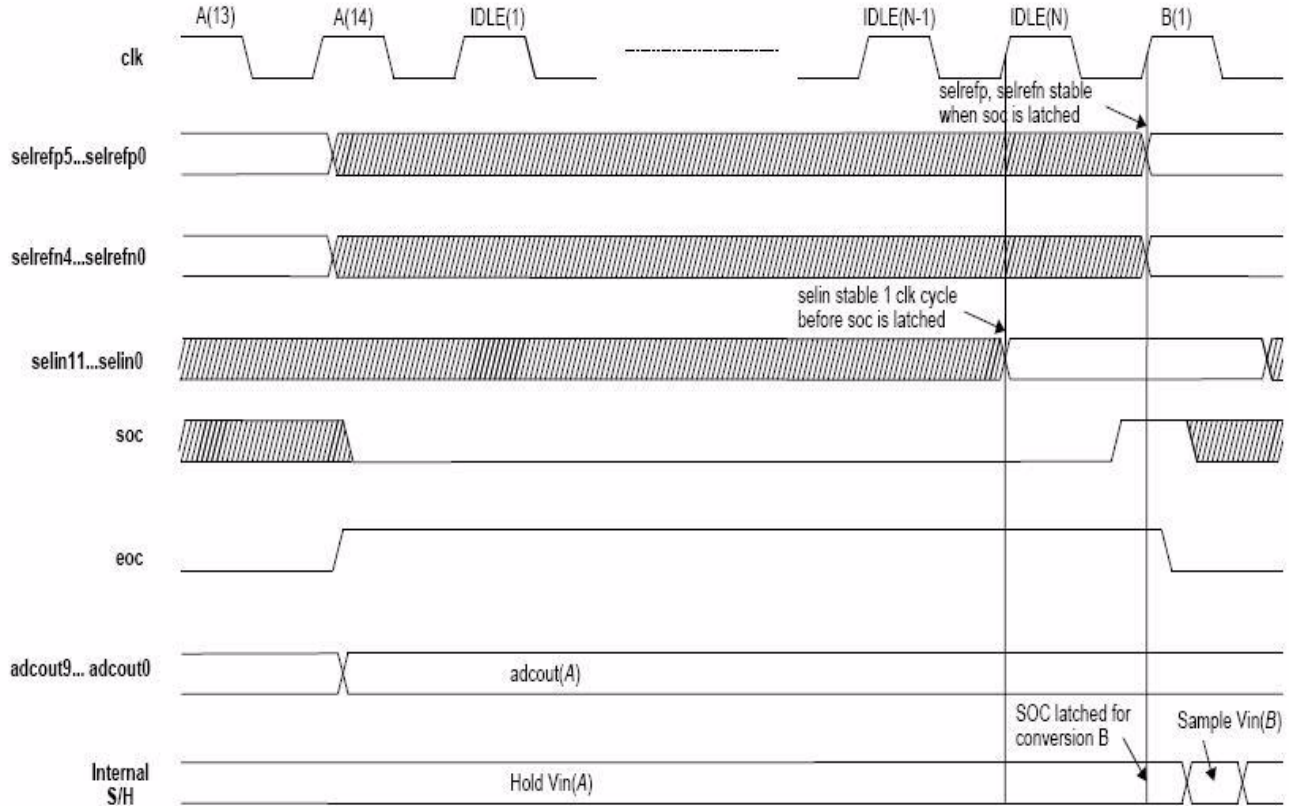 A(13)
A(14)
IDLE(1)
IDLE(N-1)
IDLE(N)
B(1)
clk
selrefp, selrefn stable
when soc is latched
selrefp5...selrefp0
selrefn4...selrefn0
selin stable 1 clk cycle
before soc is latched
selin11...selin0
soc
eoc
adcout9... adcout0
adcout(A)
SOC latched for
conversion B
Sample Vin(B)
Internal
S/H
Hold Vin(A)